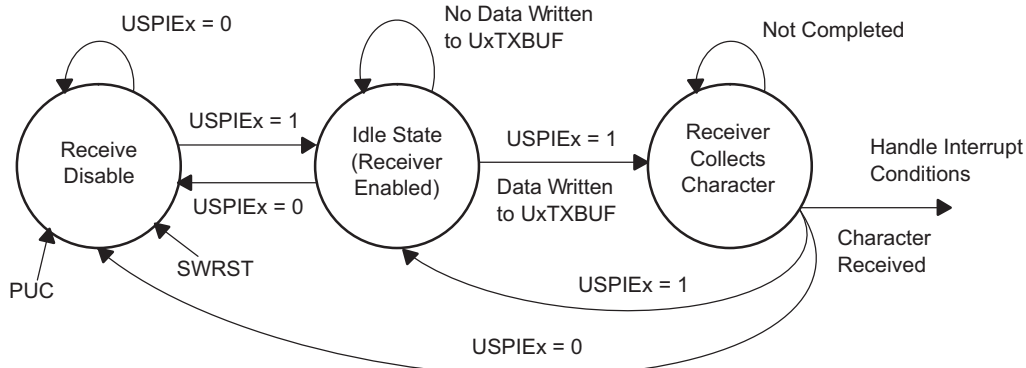 USPIEx = 0
No Data Written
to UxTXBUF
Not Completed
Receive
Disable
USPIEx = 1
USPIEx = 0
Idle State
(Receiver
Enabled)
USPIEx = 1
Data Written
to UxTXBUF
Receiver
Collects
Character
Handle Interrupt
Conditions
Character
Received
PUC
SWRST
USPIEx = 1
USPIEx = 0